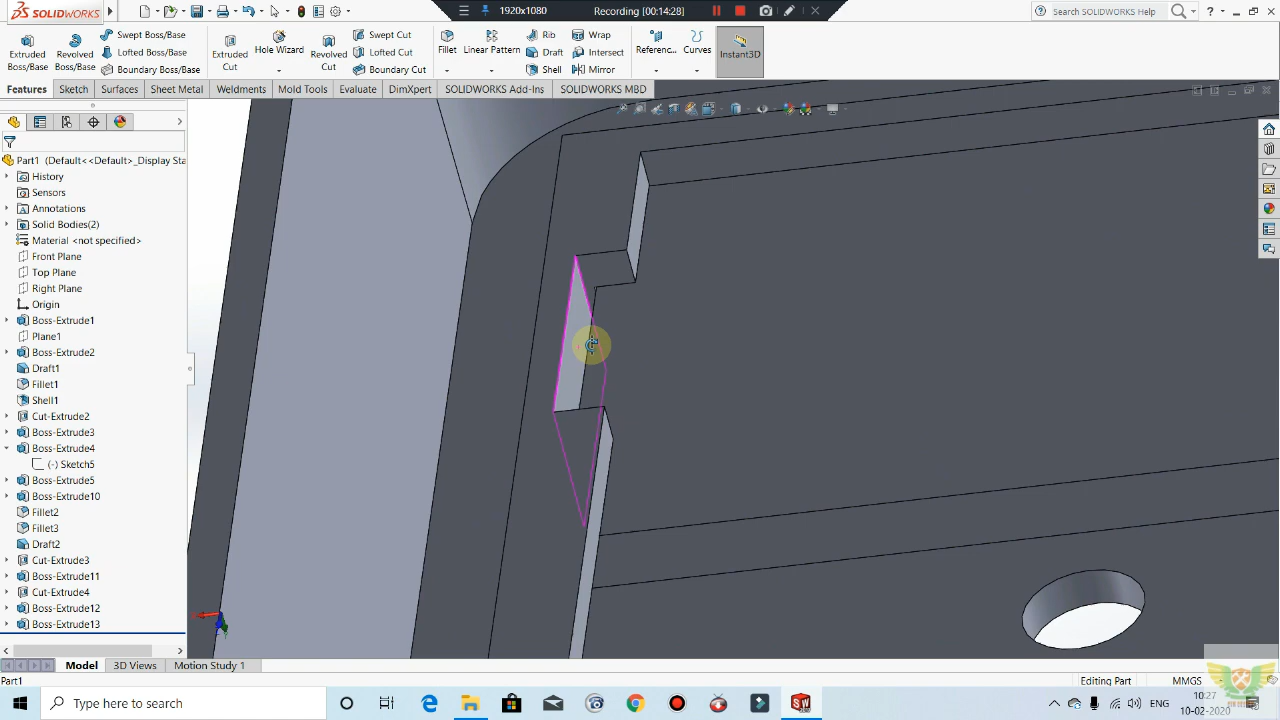 SOLIDWORKS
1920x1080
Recording [00:14:28]
Search SOLIDWORKS Help
Extruded Boss/Base
Revolved Boss/Base
Swept Boss/Base
Lofted Boss/Base
Boundary Boss/Base
Extruded Cut
Hole Wizard
Revolved Cut
Swept Cut
Lofted Cut
Boundary Cut
Fillet
Linear Pattern
Rib
Draft
Shell
Wrap
Intersect
Mirror
Referenc...
Curves
Instant3D
Features
Sketch
Surfaces
Sheet Metal
Weldments
Mold Tools
Evaluate
DimXpert
SOLIDWORKS Add-Ins
SOLIDWORKS MBD
Part1 (Default<<Default>_Display Sta
History
Sensors
Annotations
Solid Bodies(2)
Material <not specified>
Front Plane
Top Plane
Right Plane
Origin
Boss-Extrude1
Plane1
Boss-Extrude2
Draft1
Fillet1
Shell1
Cut-Extrude2
Boss-Extrude3
Boss-Extrude4
(-) Sketch5
Boss-Extrude5
Boss-Extrude10
Fillet2
Fillet3
Draft2
Cut-Extrude3
Boss-Extrude11
Cut-Extrude4
Boss-Extrude12
Boss-Extrude13
Model
3D Views
Motion Study 1
Part1
Editing Part
MMGS
Type here to search
ENG
10:27
10-02-2020